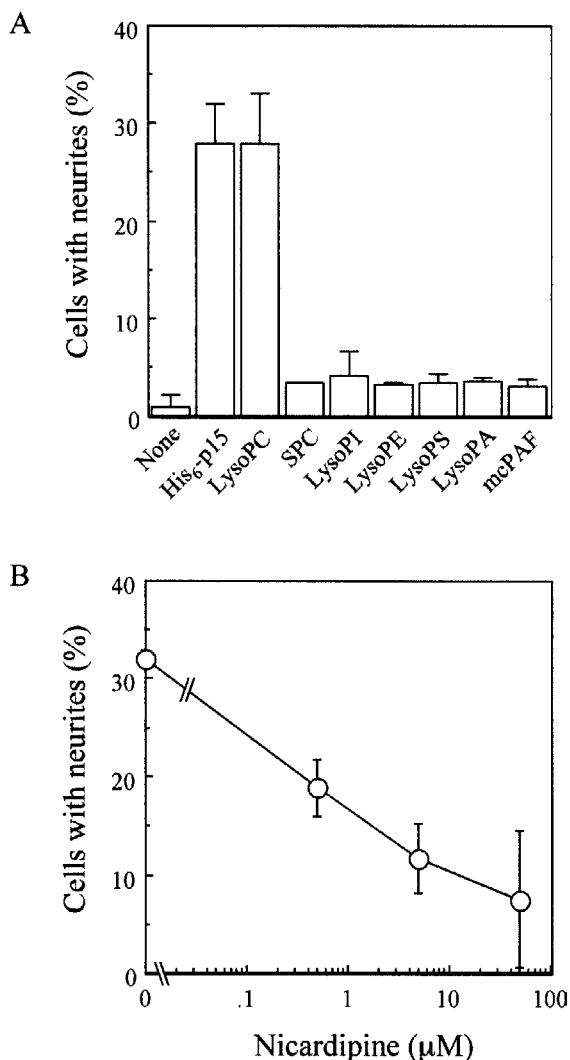 A
Cells with neurites (%)
40
30
20
10
0
None
His₆-p15
LysoPC
SPC
LysoPI
LysoPE
LysoPS
LysoPA
mcPAF
B
Cells with neurites (%)
40
30
20
10
0
0
.1
1
10
100
Nicardipine (μM)